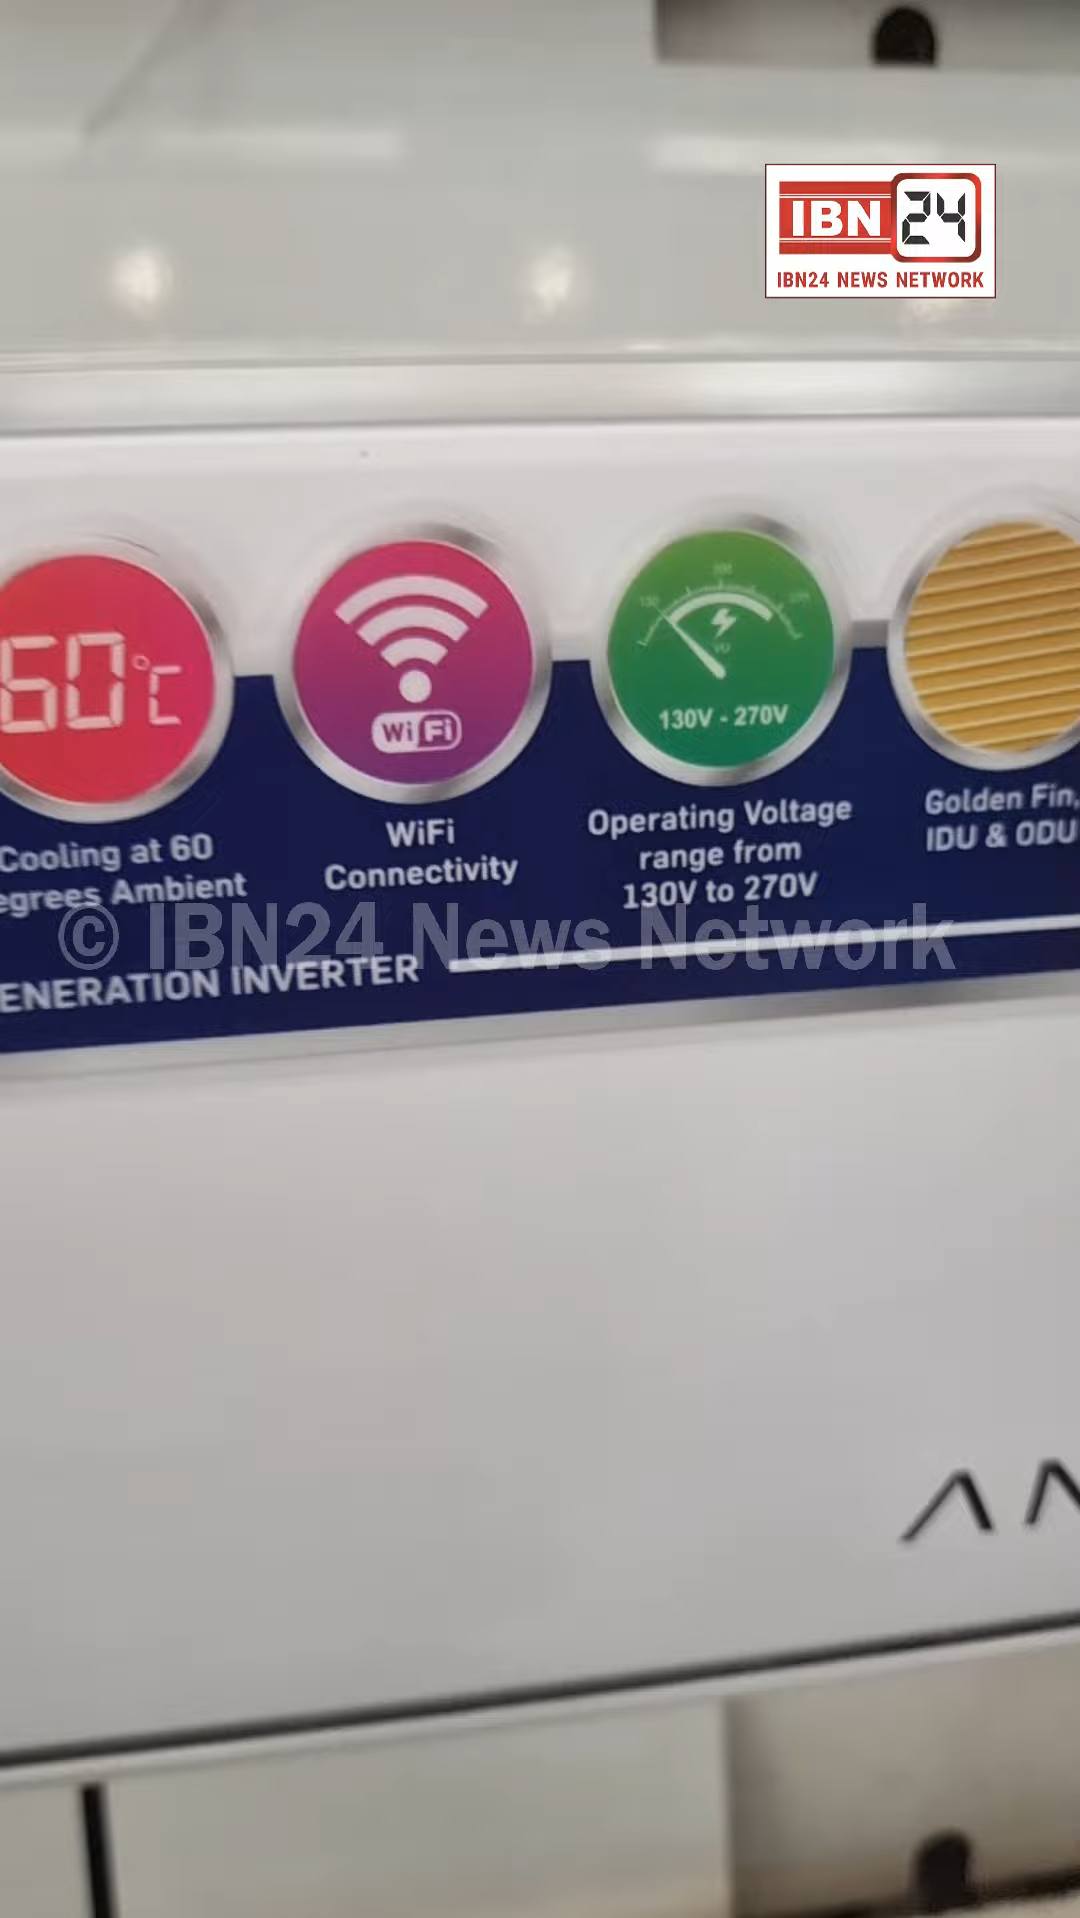 IBN 24
IBN24 NEWS NETWORK
60°C
WiFi
130V - 270V
Cooling at 60
egrees Ambient
WiFi
Connectivity
Operating Voltage
range from
130V to 270V
Golden Fin,
IDU & ODU
© IBN24 News Network
ENERATION INVERTER